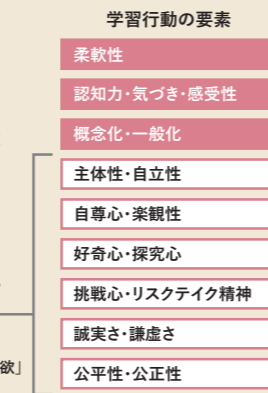 学習行動の要素
柔軟性
認知力・気づき・感受性
概念化・一般化
主体性・自立性
自尊心・楽観性
好奇心・探究心
挑戦心・リスクテイク精神
誠実さ・謙虚さ
欲」
公平性・公正性